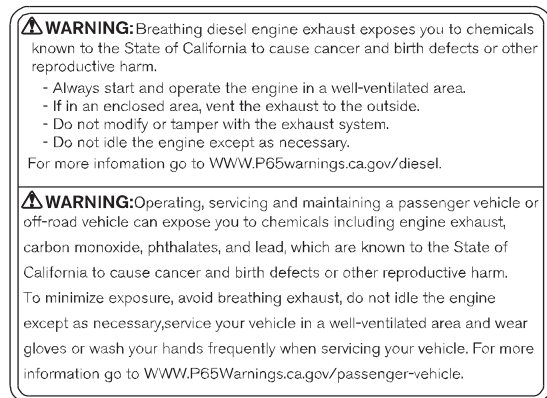 WARNING: Breathing diesel engine exhaust exposes you to chemicals
known to the State of California to cause cancer and birth defects or other
reproductive harm.
- Always start and operate the engine in a well-ventilated area.
- If in an enclosed area, vent the exhaust to the outside.
- Do not modify or tamper with the exhaust system.
- Do not idle the engine except as necessary.
For more infomation go to WWW.P65warnings.ca.gov/diesel.
WARNING:Operating, servicing and maintaining a passenger vehicle or
off-road vehicle can expose you to chemicals including engine exhaust,
carbon monoxide, phthalates, and lead, which are known to the State of
California to cause cancer and birth defects or other reproductive harm.
To minimize exposure, avoid breathing exhaust, do not idle the engine
except as necessary,service your vehicle in a well-ventilated area and wear
gloves or wash your hands frequently when servicing your vehicle. For more
information go to WWW.P65Warnings.ca.gov/passenger-vehicle.